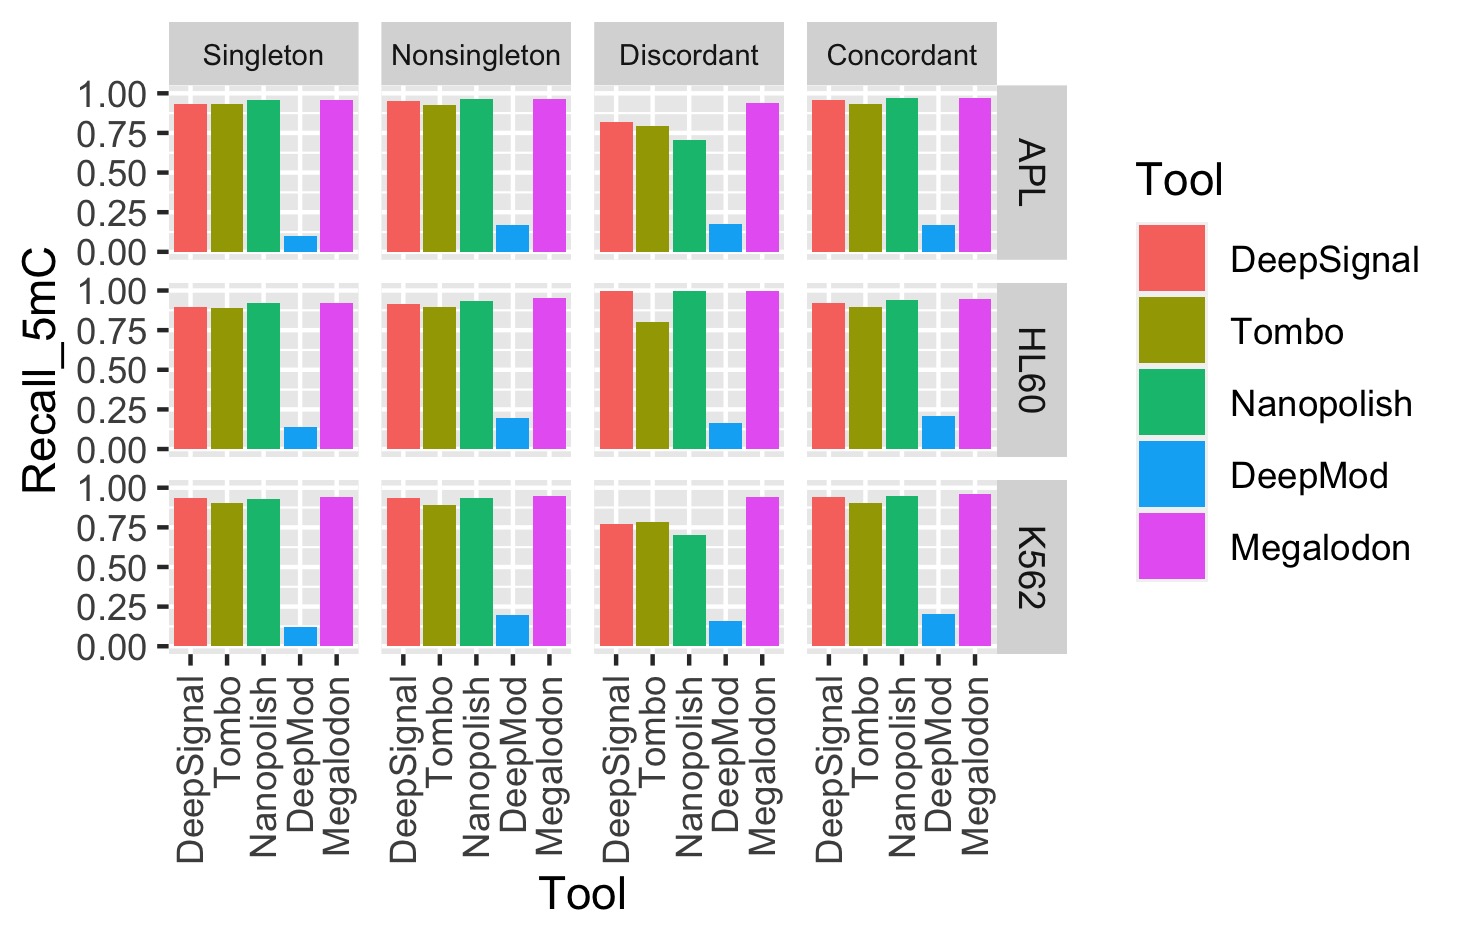 Singleton Nonsingleton Discordant Concordant
1.00
0.75
0.50
0.25
0.00
APL
1.00
0.75
0.50
0.25
0.00
HL60
1.00
0.75
0.50
0.25
0.00
K562
Recall_5mC
DeepSignal Tombo Nanopolish DeepMod Megalodon DeepSignal Tombo Nanopolish DeepMod Megalodon DeepSignal Tombo Nanopolish DeepMod Megalodon DeepSignal Tombo Nanopolish DeepMod Megalodon
Tool
Tool
DeepSignal
Tombo
Nanopolish
DeepMod
Megalodon